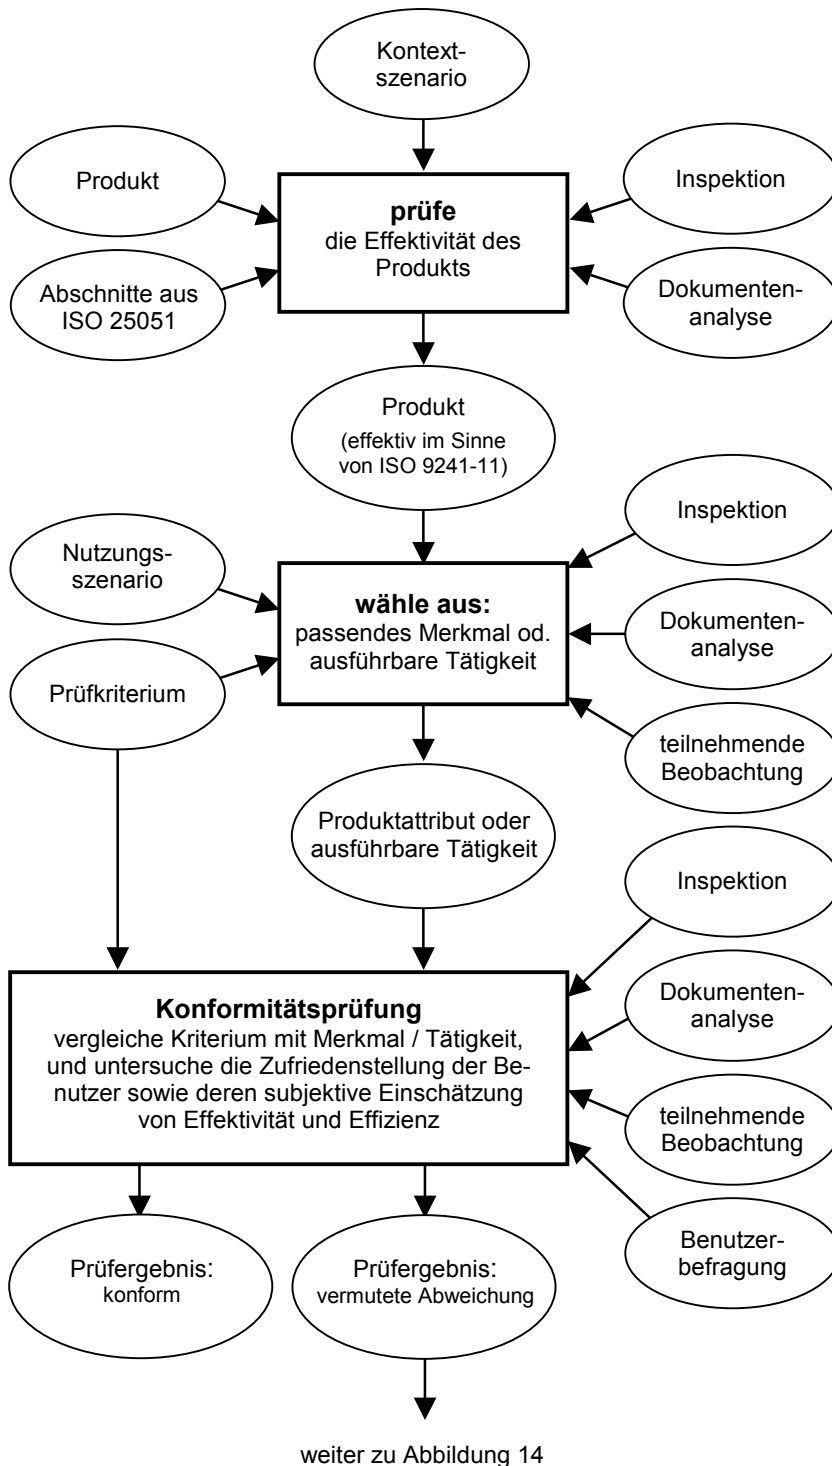 Kontext-
szenario
Produkt
Inspektion
prüfe
die Effektivität des
Produkts
Abschnitte aus
ISO 25051
Dokumenten-
analyse
Produkt
(effektiv im Sinne
von ISO 9241-11)
Inspektion
Nutzungs-
szenario
wähle aus:
passendes Merkmal od.
ausführbare Tätigkeit
Dokumenten-
analyse
Prüfkriterium
teilnehmende
Beobachtung
Produktattribut oder
ausführbare Tätigkeit
Inspektion
Konformitätsprüfung
vergleiche Kriterium mit Merkmal / Tätigkeit,
und untersuche die Zufriedenstellung der Be-
nutzer sowie deren subjektive Einschätzung
von Effektivität und Effizienz
Dokumenten-
analyse
teilnehmende
Beobachtung
Benutzer-
befragung
Prüfergebnis:
konform
Prüfergebnis:
vermutete Abweichung
weiter zu Abbildung 14